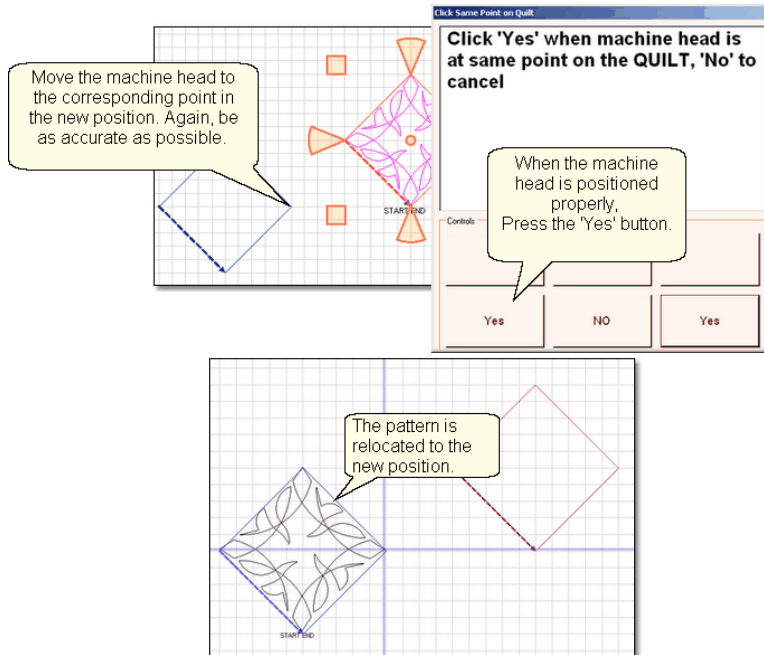 Click Same Point on Quilt
Click 'Yes' when machine head is
at same point on the QUILT, 'No' to
cancel
Move the machine head to
the corresponding point in
the new position. Again, be
as accurate as possible.
START END
When the machine
head is positioned
properly,
Press the 'Yes' button.
Controls
Yes
NO
Yes
The pattern is
relocated to the
new position.
START END